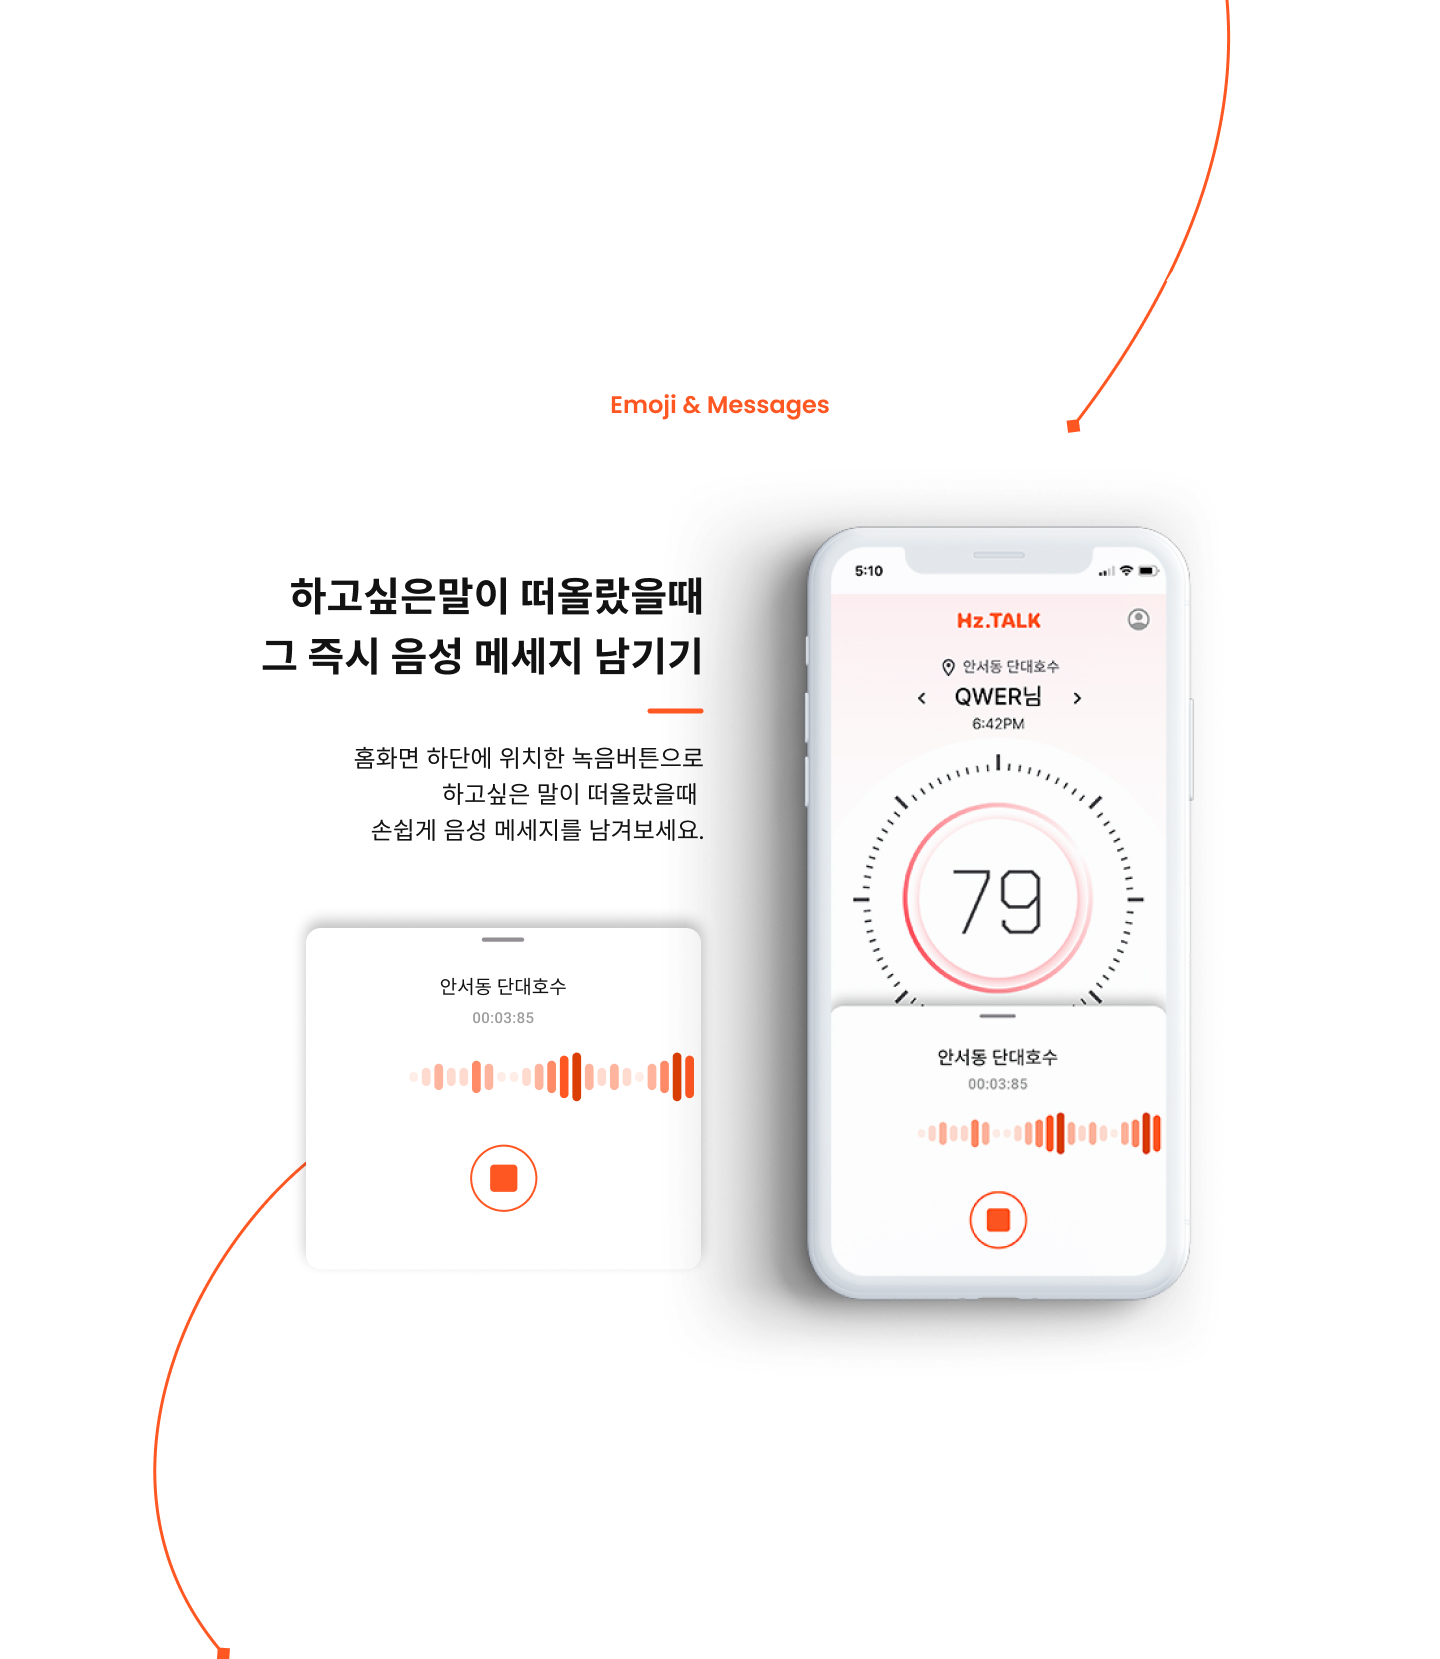 Emoji & Messages
하고싶은말이 떠올랐을때
그 즉시 음성 메세지 남기기
홈화면 하단에 위치한 녹음버튼으로
하고싶은 말이 떠올랐을때
손쉽게 음성 메세지를 남겨보세요.
안서동 단대호수
00:03:85
5:10
Hz.TALK
안서동 단대호수
QWER님
6:42PM
79
안서동 단대호수
00:03:85